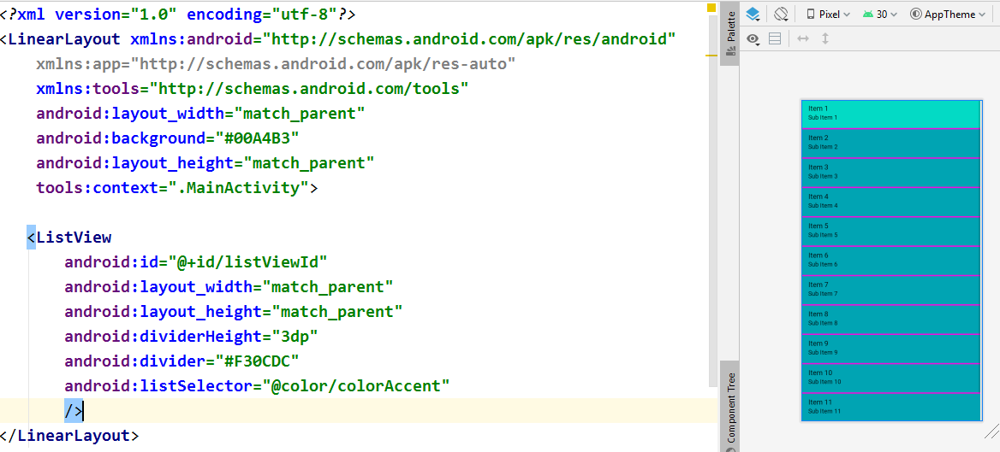 <?xml version="1.0" encoding="utf-8"?>
<LinearLayout xmlns:android="http://schemas.android.com/apk/res/android"
xmlns:app="http://schemas.android.com/apk/res-auto"
xmlns:tools="http://schemas.android.com/tools"
android:layout_width="match_parent"
android:background="#00A4B3"
android:layout_height="match_parent"
tools:context=".MainActivity">
<ListView
android:id="@+id/listViewId"
android:layout_width="match_parent"
android:layout_height="match_parent"
android:dividerHeight="3dp"
android:divider="#F30CDC"
android:listSelector="@color/colorAccent"
/>
</LinearLayout>
Palette
Component Tree
Pixel 30 AppTheme
Item 1
Sub Item 1
Item 2
Sub Item 2
Item 3
Sub Item 3
Item 4
Sub Item 4
Item 5
Sub Item 5
Item 6
Sub Item 6
Item 7
Sub Item 7
Item 8
Sub Item 8
Item 9
Sub Item 9
Item 10
Sub Item 10
Item 11
Sub Item 11